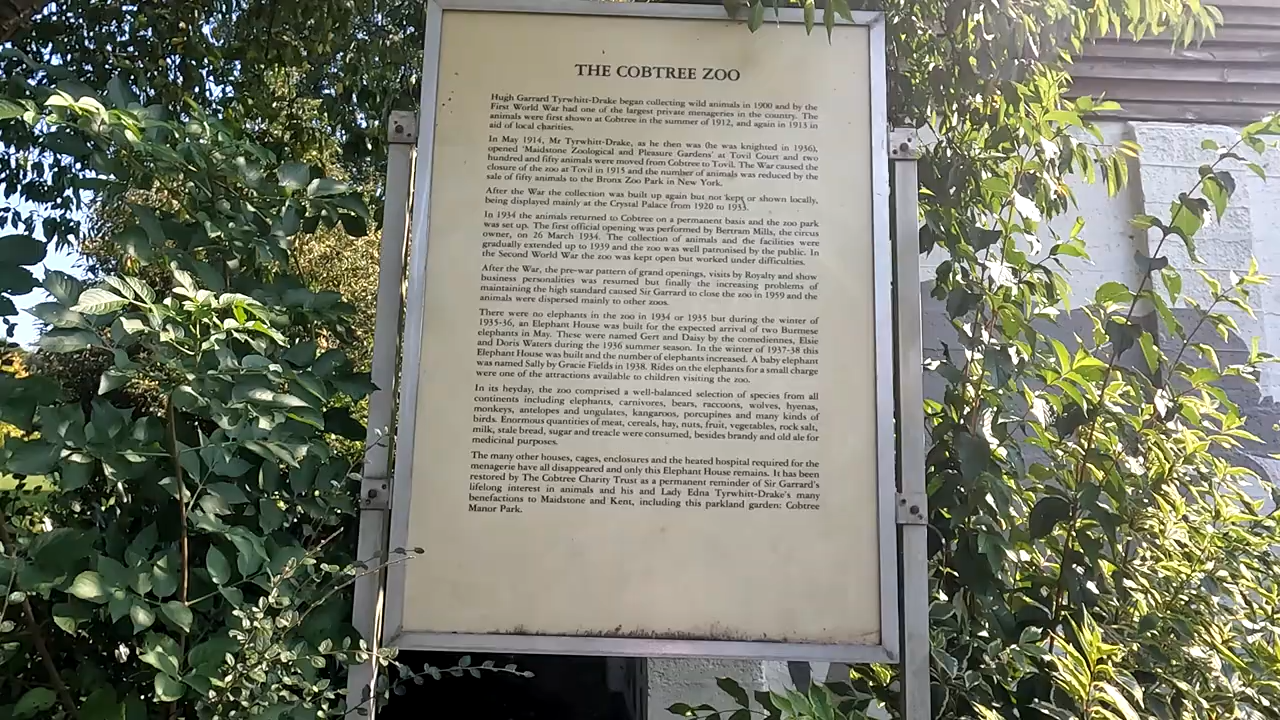 THE COBTREE ZOO
Hugh Garrard Tyrwhitt-Drake began collecting wild animals in 1900 and by the
First World War had one of the largest private menageries in the country. The
animals were first shown at Cobtree in the summer of 1912, and again in 1913 in
aid of local charities.
In May 1914, Mr Tyrwhitt-Drake, as he then was (he was knighted in 1936),
opened 'Maidstone Zoological and Pleasure Gardens' at Tovil Court and two
hundred and fifty animals were moved from Cobtree to Tovil. The War caused the
closure of the zoo at Tovil in 1915 and the number of animals was reduced by the
sale of fifty animals to the Bronx Zoo Park in New York.
After the War the collection was built up again but not kept or shown locally,
being displayed mainly at the Crystal Palace from 1920 to 1933.
In 1934 the animals returned to Cobtree on a permanent basis and the zoo park
was set up. The first official opening was performed by Bertram Mills, the circus
owner, on 26 March 1934. The collection of animals and the facilities were
gradually extended up to 1939 and the zoo was well patronised by the public. In
the Second World War the zoo was kept open but worked under difficulties.
After the War, the pre-war pattern of grand openings, visits by Royalty and show
business personalities was resumed but finally the increasing problems of
maintaining the high standard caused Sir Garrard to close the zoo in 1959 and the
animals were dispersed mainly to other zoos.
There were no elephants in the zoo in 1934 or 1935 but during the winter of
1935-36, an Elephant House was built for the expected arrival of two Burmese
elephants in May. These were named Gert and Daisy by the comediennes, Elsie
and Doris Waters during the 1936 summer season. In the winter of 1937-38 this
Elephant House was built and the number of elephants increased. A baby elephant
was named Sally by Gracie Fields in 1938. Rides on the elephants for a small charge
were one of the attractions available to children visiting the zoo.
In its heyday, the zoo comprised a well-balanced selection of species from all
continents including elephants, carnivores, bears, raccoons, wolves, hyenas,
monkeys, antelopes and ungulates, kangaroos, porcupines and many kinds of
birds. Enormous quantities of meat, cereals, hay, nuts, fruit, vegetables, rock salt,
milk, stale bread, sugar and treacle were consumed, besides brandy and old ale for
medicinal purposes.
The many other houses, cages, enclosures and the heated hospital required for the
menagerie have all disappeared and only this Elephant House remains. It has been
restored by The Cobtree Charity Trust as a permanent reminder of Sir Garrard's
lifelong interest in animals and his and Lady Edna Tyrwhitt-Drake's many
benefactions to Maidstone and Kent, including this parkland garden: Cobtree
Manor Park.